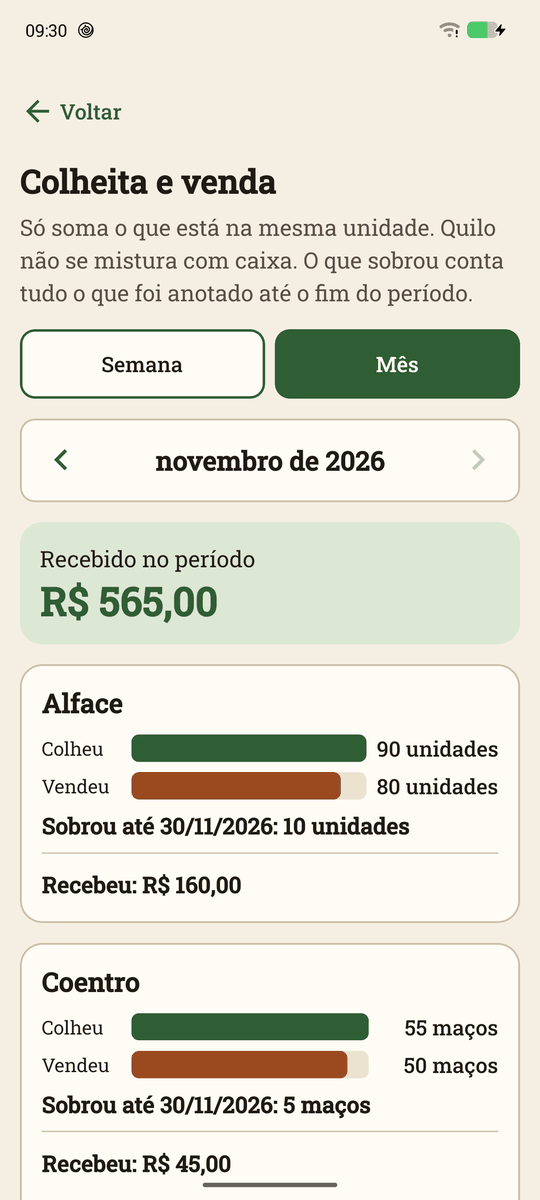 09:30
Voltar
Colheita e venda
Só soma o que está na mesma unidade. Quilo
não se mistura com caixa. O que sobrou conta
tudo o que foi anotado até o fim do período.
Semana
Mês
novembro de 2026
Recebido no período
R$ 565,00
Alface
Colheu 90 unidades
Vendeu 80 unidades
Sobrou até 30/11/2026: 10 unidades
Recebeu: R$ 160,00
Coentro
Colheu 55 maços
Vendeu 50 maços
Sobrou até 30/11/2026: 5 maços
Recebeu: R$ 45,00